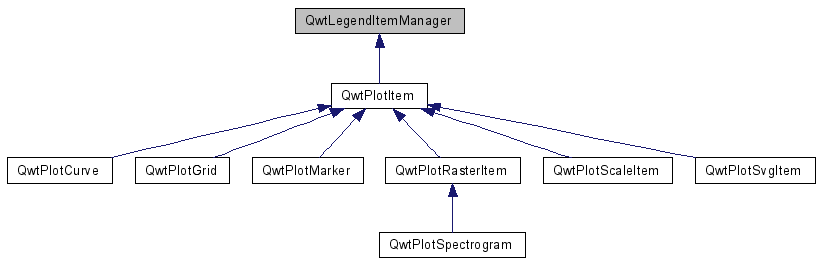 QwtLegendItemManager
QwtPlotItem
QwtPlotCurve
QwtPlotGrid
QwtPlotMarker
QwtPlotRasterItem
QwtPlotScaleItem
QwtPlotSvgItem
QwtPlotSpectrogram